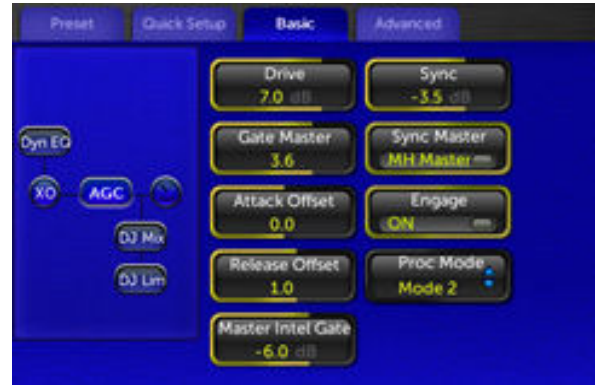 Preset
Quick Setup
Basic
Advanced
Drive
7.0 dB
Sync
-3.5 dB
Dyn EQ
Gate Master
3.6
Sync Master
MH Master
XO
AGC
Attack Offset
0.0
Engage
ON
DJ Mix
DJ Lim
Release Offset
1.0
Proc Mode
Mode 2
Master Intel Gate
-6.0 dB